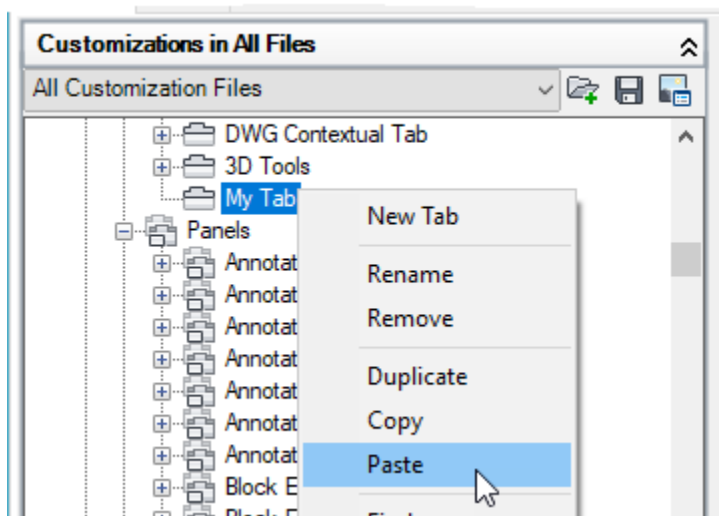 Customizations in All Files
All Customization Files
DWG Contextual Tab
3D Tools
My Tab
Panels
Annotat
Annotat
Annotat
Annotat
Annotat
Annotat
Annotat
Block E
New Tab
Rename
Remove
Duplicate
Copy
Paste